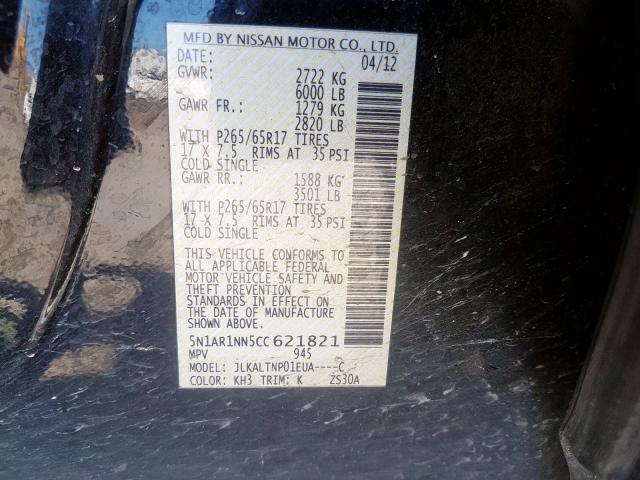 MFD BY NISSAN MOTOR CO., LTD.
DATE: 04/12
GVWR: 2722 KG
6000 LB
GAWR FR.: 1279 KG
2820 LB
WITH P265/65R17 TIRES
17 X 7.5 RIMS AT 35 PSI
COLD SINGLE
GAWR RR.: 1588 KG
3501 LB
WITH P265/65R17 TIRES
17 X 7.5 RIMS AT 35 PSI
COLD SINGLE
THIS VEHICLE CONFORMS TO
ALL APPLICABLE FEDERAL
MOTOR VEHICLE SAFETY AND
THEFT PREVENTION
STANDARDS IN EFFECT ON
THE DATE OF MANUFACTURE
SHOWN ABOVE.
5N1AR1NN5CC621821
MPV 945
MODEL: JLKALTNP01EUA----C
COLOR: KH3 TRIM: K ZS30A